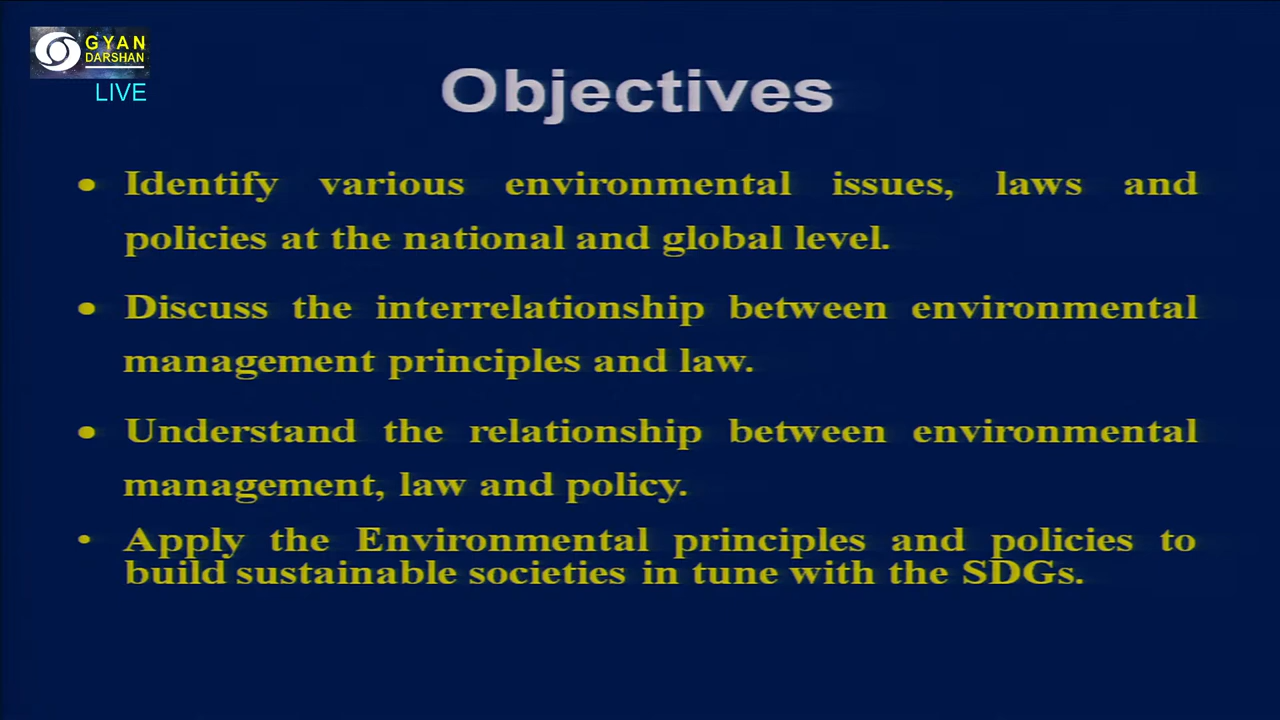 GYAN
DARSHAN
LIVE
Objectives
• Identify various environmental issues, laws and
policies at the national and global level.
• Discuss the interrelationship between environmental
management principles and law.
• Understand the relationship between environmental
management, law and policy.
• Apply the Environmental principles and policies to
build sustainable societies in tune with the SDGs.